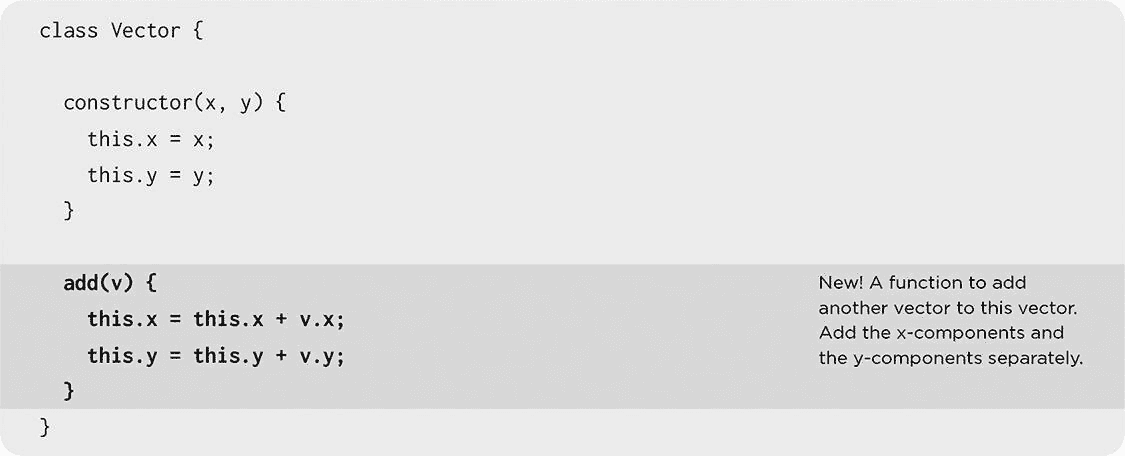 class Vector {
constructor(x, y) {
this.x = x;
this.y = y;
}
add(v) {
this.x = this.x + v.x;
this.y = this.y + v.y;
}
}
New! A function to add
another vector to this vector.
Add the x-components and
the y-components separately.